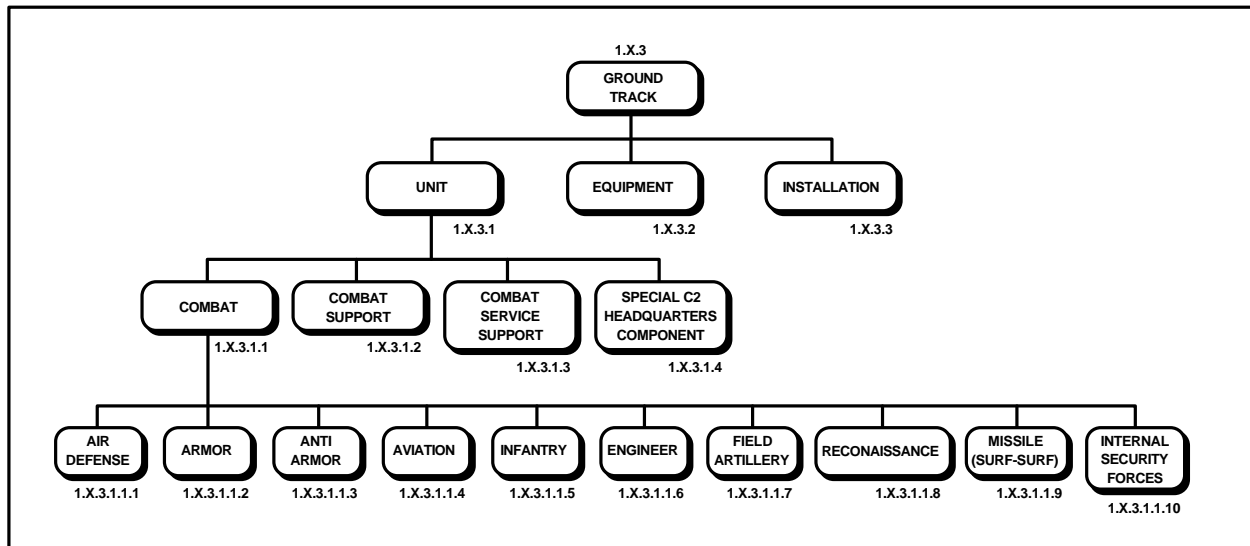 1.X.3
GROUND
TRACK
UNIT
EQUIPMENT
INSTALLATION
1.X.3.1
1.X.3.2
1.X.3.3
COMBAT
COMBAT
SUPPORT
COMBAT
SERVICE
SUPPORT
SPECIAL C2
HEADQUARTERS
COMPONENT
1.X.3.1.1
1.X.3.1.2
1.X.3.1.3
1.X.3.1.4
AIR
DEFENSE
ARMOR
ANTI
ARMOR
AVIATION
INFANTRY
ENGINEER
FIELD
ARTILLERY
RECONAISSANCE
MISSILE
(SURF-SURF)
INTERNAL
SECURITY
FORCES
1.X.3.1.1.1
1.X.3.1.1.2
1.X.3.1.1.3
1.X.3.1.1.4
1.X.3.1.1.5
1.X.3.1.1.6
1.X.3.1.1.7
1.X.3.1.1.8
1.X.3.1.1.9
1.X.3.1.1.10